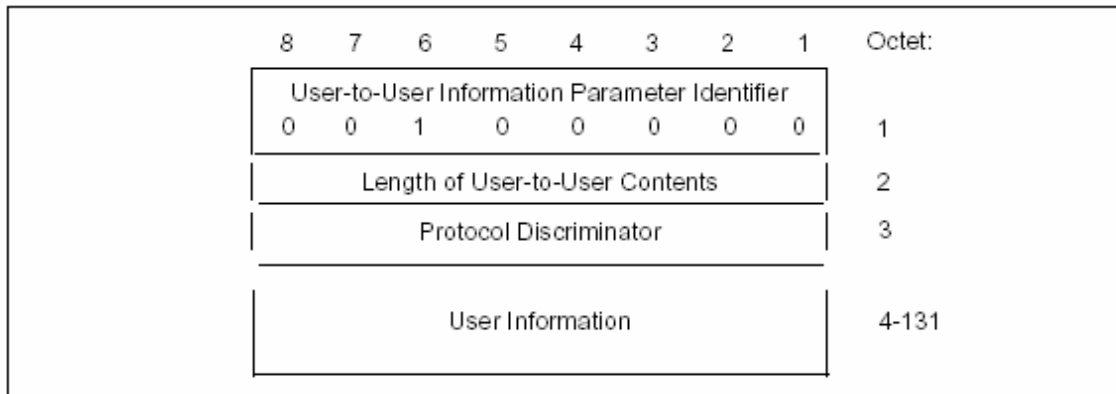 8 7 6 5 4 3 2 1 Octet:
User-to-User Information Parameter Identifier
0 0 1 0 0 0 0 0 1
Length of User-to-User Contents 2
Protocol Discriminator 3
User Information 4-131